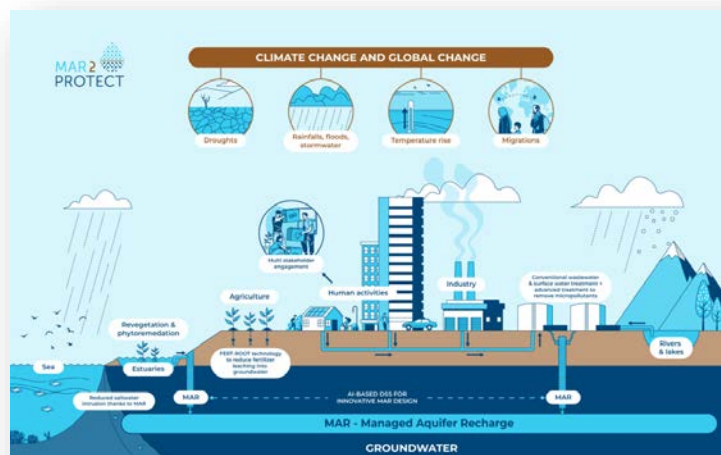 MAR2
PROTECT
CLIMATE CHANGE AND GLOBAL CHANGE
Droughts
Rainfalls, floods,
stormwater
Temperature rise
Migrations
Multi stakeholder
engagement
Human activities
Industry
Conventional wastewater
& surface water treatment +
advanced treatment to
remove micropollutants
Agriculture
Revegetation &
phytoremediation
FERT-ROOT technology
to reduce fertilizer
leaching into
groundwater
Rivers
& lakes
Sea
Estuaries
Reduced saltwater
intrusion thanks to MAR
MAR
AI-BASED DSS FOR
INNOVATIVE MAR DESIGN
MAR
MAR - Managed Aquifer Recharge
GROUNDWATER